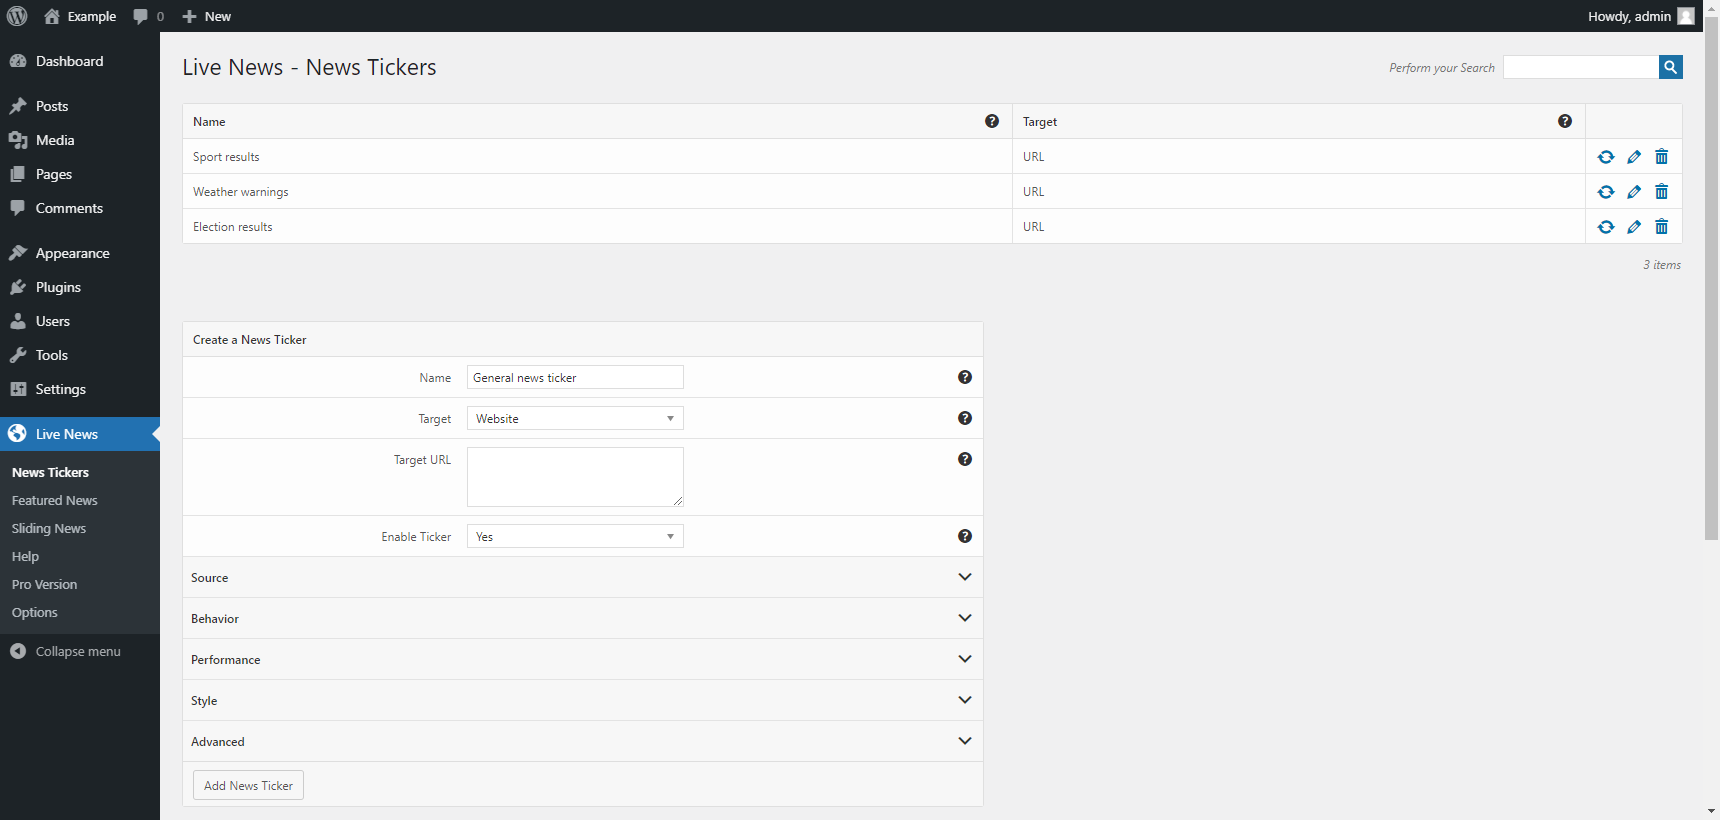 Example 0 New Howdy, admin
Dashboard
Posts
Media
Pages
Comments
Appearance
Plugins
Users
Tools
Settings
Live News
News Tickers
Featured News
Sliding News
Help
Pro Version
Options
Collapse menu
Live News - News Tickers
Perform your Search
Name ? Target ?
Sport results URL
Weather warnings URL
Election results URL
3 items
Create a News Ticker
Name General news ticker ?
Target Website ?
Target URL ?
Enable Ticker Yes ?
Source
Behavior
Performance
Style
Advanced
Add News Ticker